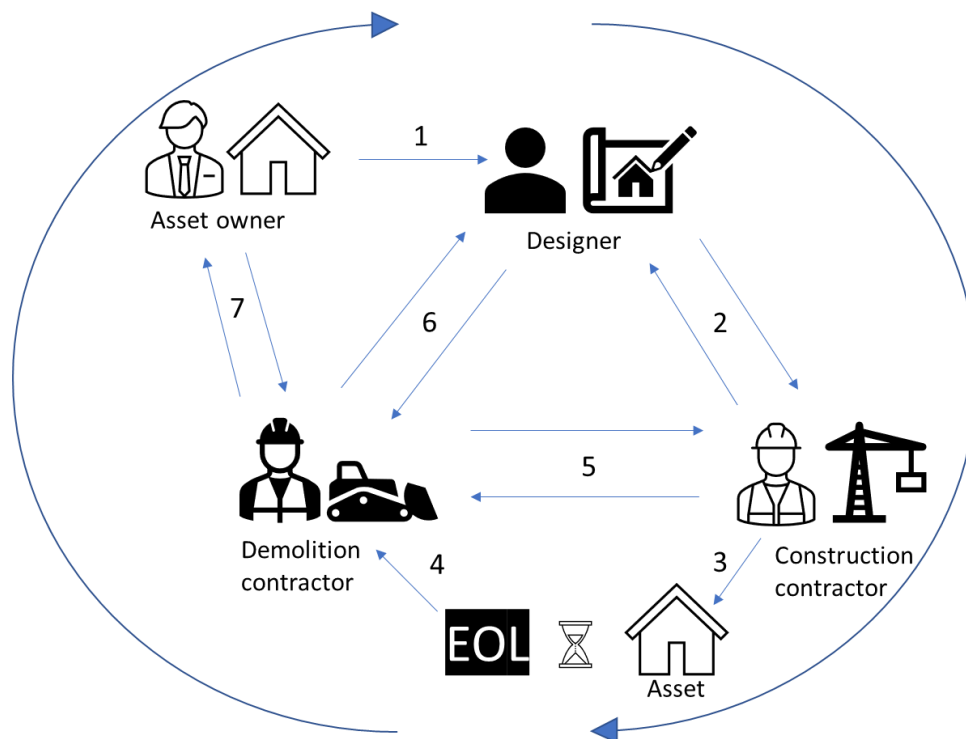 1
Asset owner
Designer
7
6
2
5
Demolition
contractor
4
3
Construction
contractor
EOL
Asset